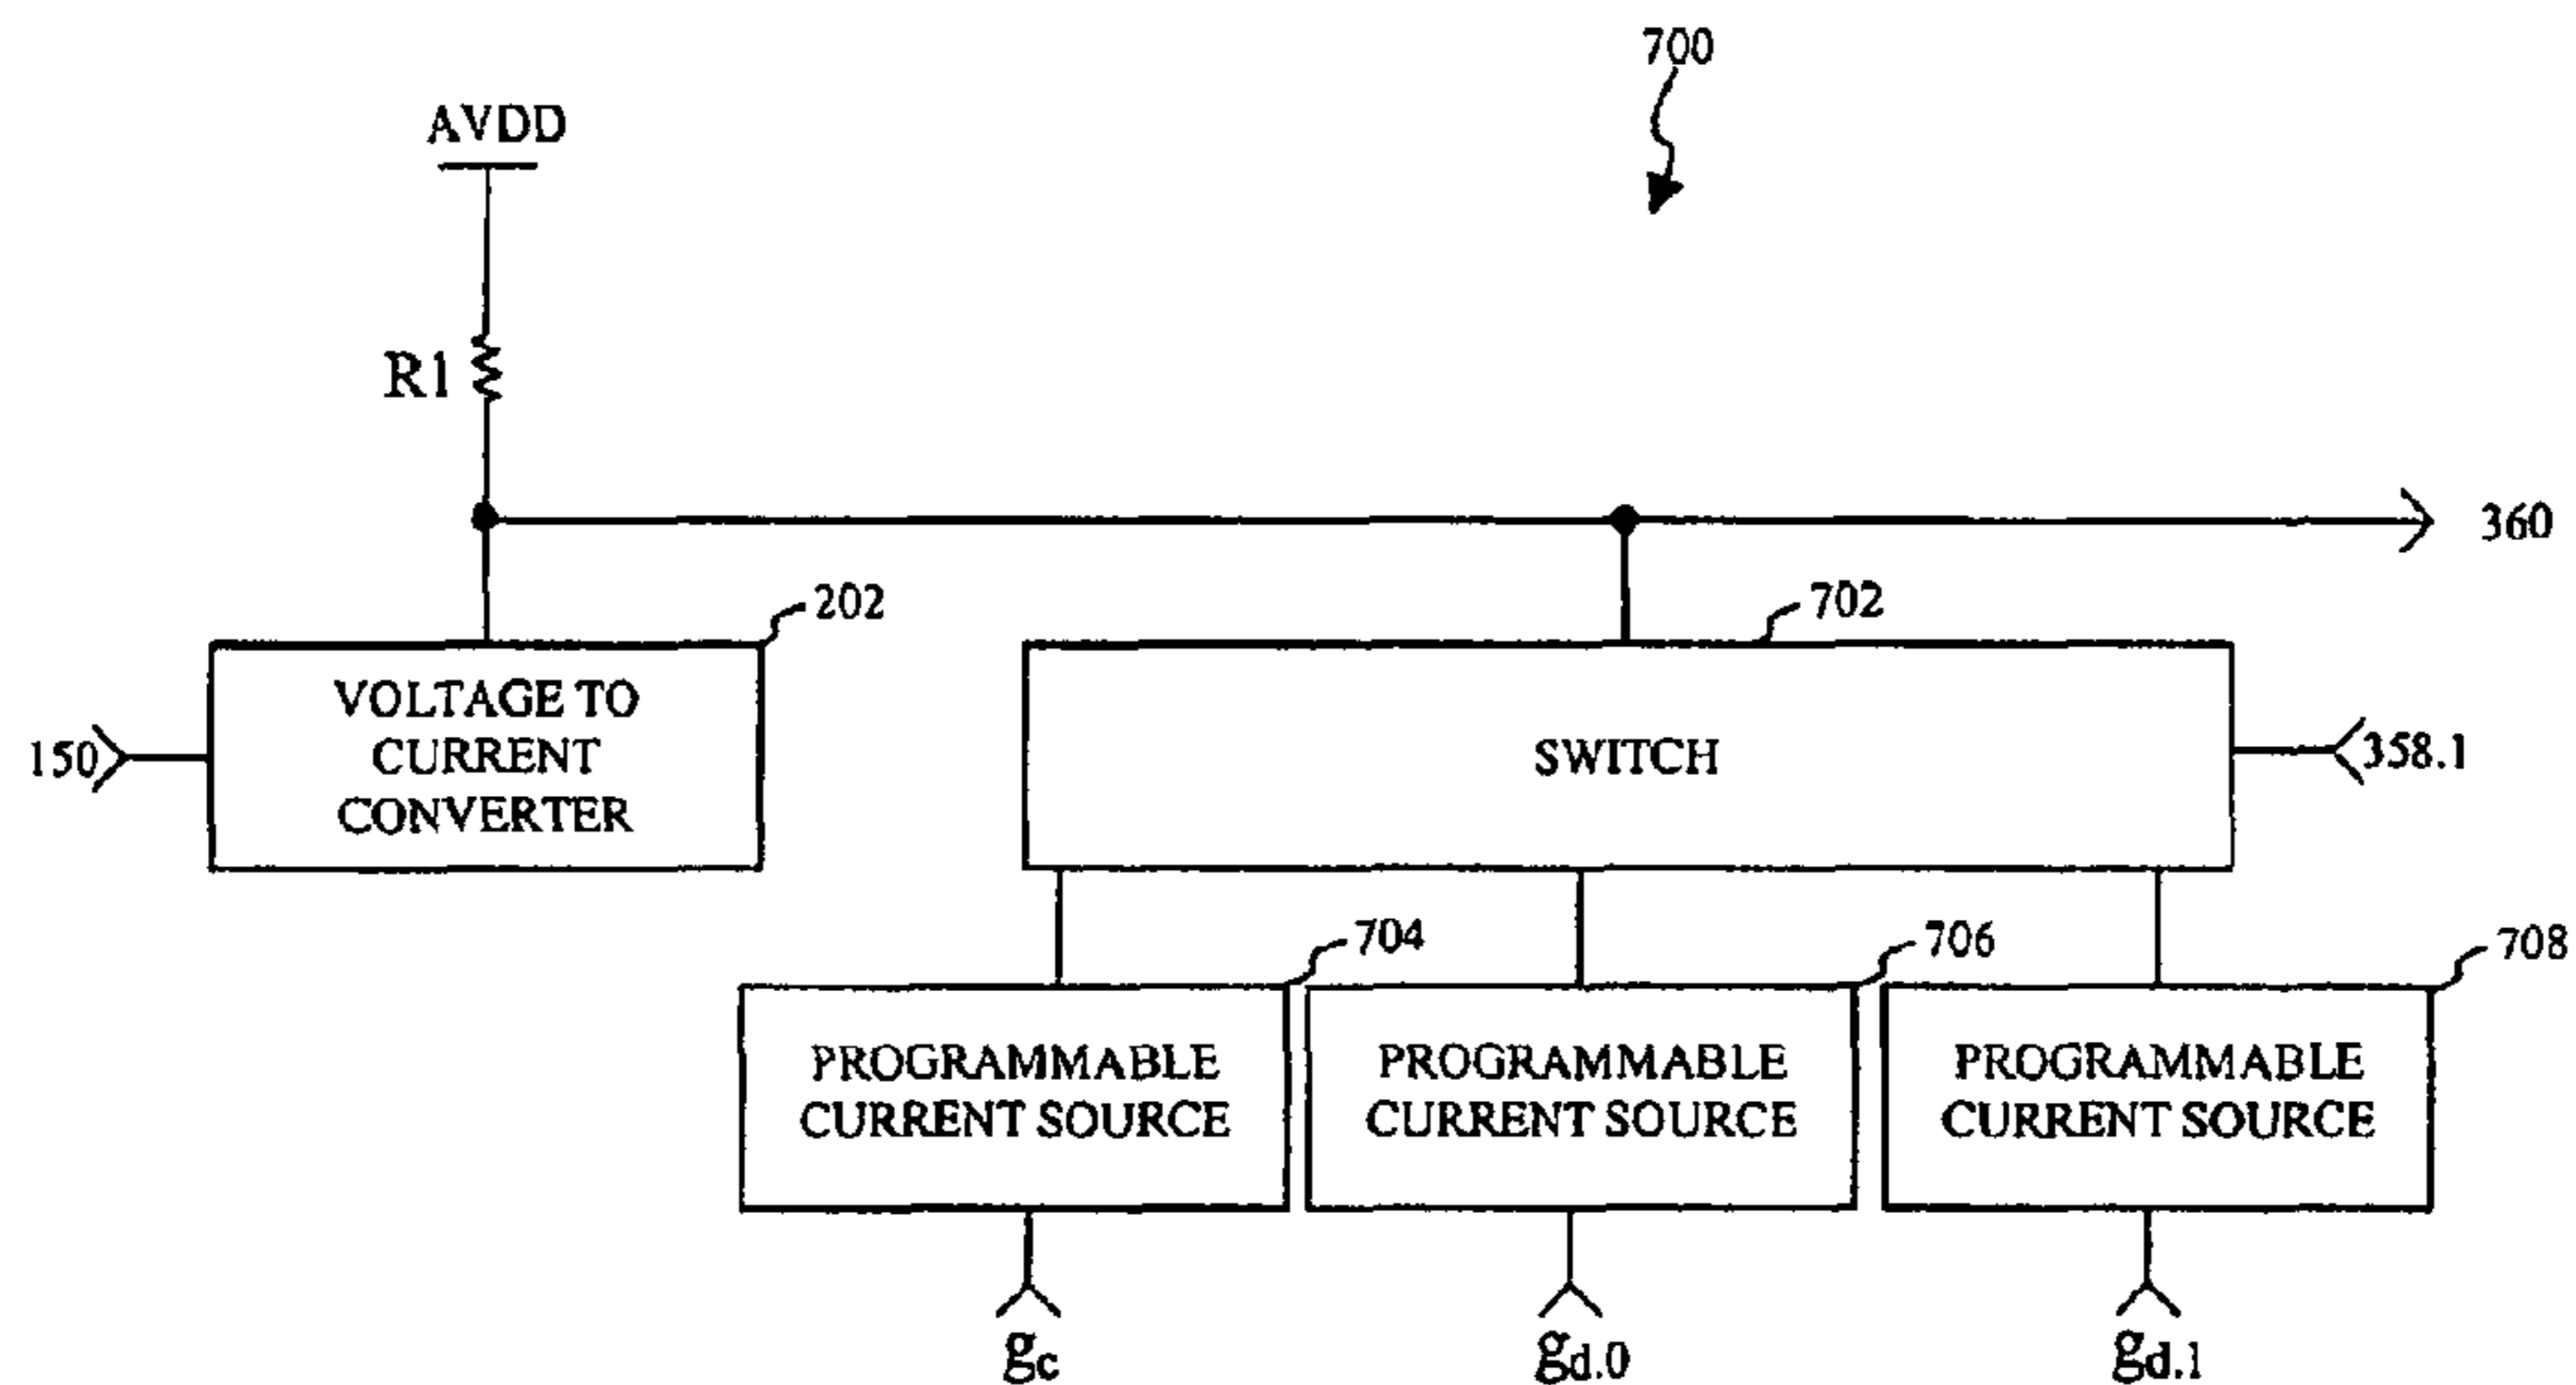 700
AVDD
R1
360
202
702
VOLTAGE TO
CURRENT
CONVERTER
150
SWITCH
358.1
704
706
708
PROGRAMMABLE
CURRENT SOURCE
PROGRAMMABLE
CURRENT SOURCE
PROGRAMMABLE
CURRENT SOURCE
gc
gd.0
gd.1